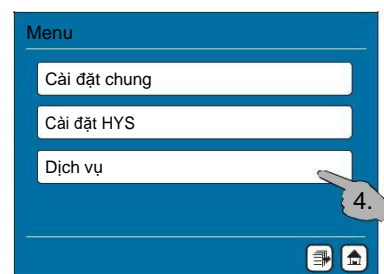 Menu
Cài đặt chung
Cài đặt HYS
Dịch vụ
4.